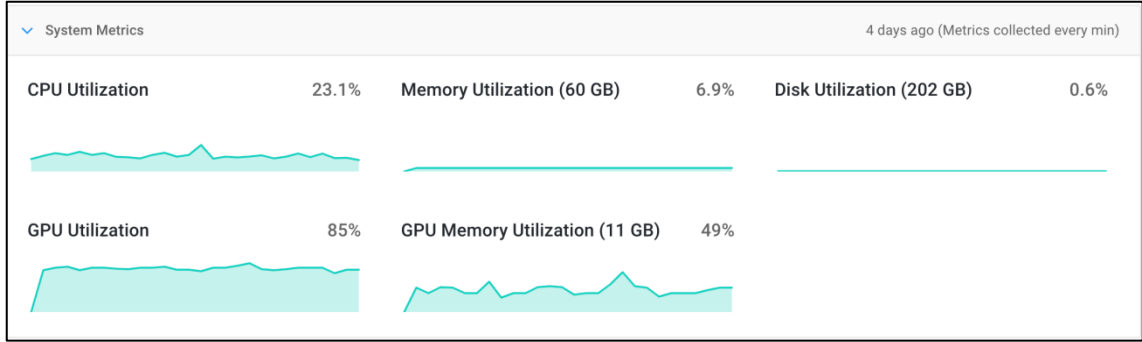 System Metrics 4 days ago (Metrics collected every min)
CPU Utilization 23.1% Memory Utilization (60 GB) 6.9% Disk Utilization (202 GB) 0.6%
GPU Utilization 85% GPU Memory Utilization (11 GB) 49%